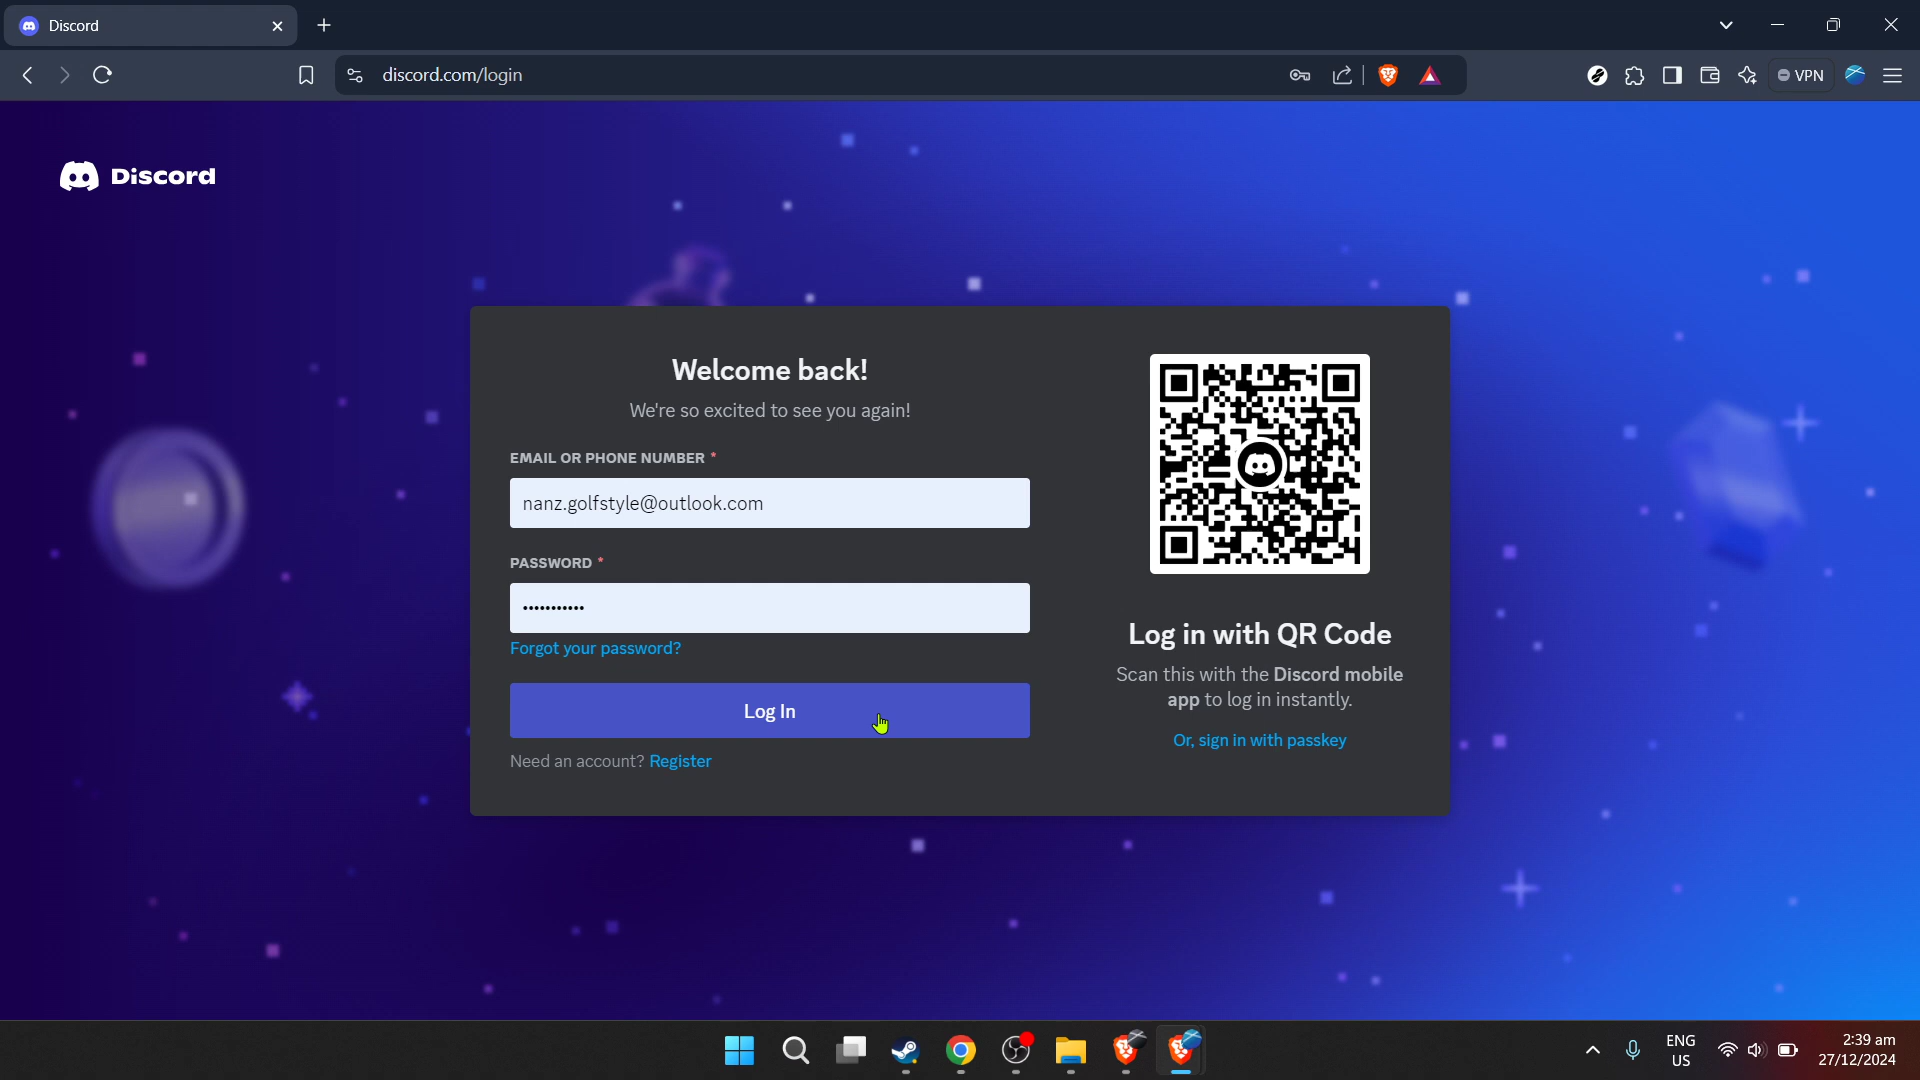 Discord
discord.com/login
VPN
Discord
Welcome back!
We're so excited to see you again!
EMAIL OR PHONE NUMBER *
nanz.golfstyle@outlook.com
PASSWORD *
•••••••••••
Forgot your password?
Log In
Need an account? Register
Log in with QR Code
Scan this with the Discord mobile
app to log in instantly.
Or, sign in with passkey
ENG
US
2:39 am
27/12/2024